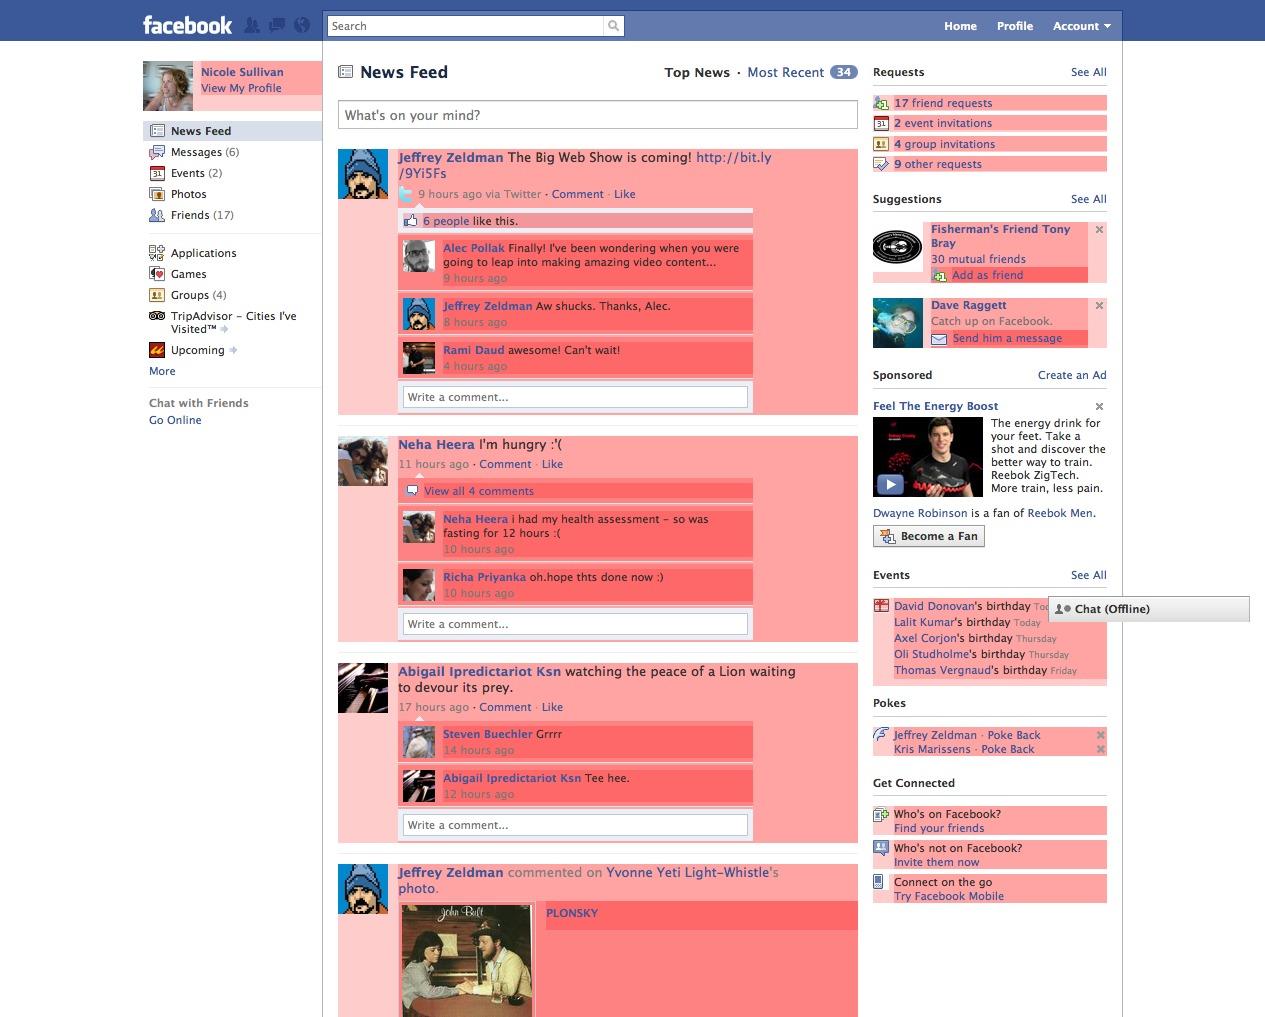 facebook
Search
Home
Profile
Account
Nicole Sullivan
View My Profile
News Feed
Messages (6)
Events (2)
Photos
Friends (17)
Applications
Games
Groups (4)
TripAdvisor – Cities I've
Visited™
Upcoming
More
Chat with Friends
Go Online
News Feed
Top News · Most Recent 34
What's on your mind?
Jeffrey Zeldman The Big Web Show is coming! http://bit.ly
/9Yi5Fs
9 hours ago via Twitter · Comment · Like
6 people like this.
Alec Pollak Finally! I've been wondering when you were
going to leap into making amazing video content...
9 hours ago
Jeffrey Zeldman Aw shucks. Thanks, Alec.
8 hours ago
Rami Daud awesome! Can't wait!
4 hours ago
Write a comment...
Neha Heera I'm hungry :'(
11 hours ago · Comment · Like
View all 4 comments
Neha Heera i had my health assessment – so was
fasting for 12 hours :(
10 hours ago
Richa Priyanka oh.hope thts done now :)
10 hours ago
Write a comment...
Abigail Ipredictariot Ksn watching the peace of a Lion waiting
to devour its prey.
17 hours ago · Comment · Like
Steven Buechler Grrrr
14 hours ago
Abigail Ipredictariot Ksn Tee hee.
12 hours ago
Write a comment...
Jeffrey Zeldman commented on Yvonne Yeti Light-Whistle's
photo.
John Bult
PLONSKY
Requests
See All
17 friend requests
31 2 event invitations
4 group invitations
9 other requests
Suggestions
See All
Fisherman's Friend Tony
Bray
30 mutual friends
Add as friend
Dave Raggett
Catch up on Facebook.
Send him a message
Sponsored
Create an Ad
Feel The Energy Boost
The energy drink for
your feet. Take a
shot and discover the
better way to train.
Reebok ZigTech.
More train, less pain.
Dwayne Robinson is a fan of Reebok Men.
Become a Fan
Events
See All
David Donovan's birthday
Lalit Kumar's birthday Today
Axel Corjon's birthday Thursday
Oli Studholme's birthday Thursday
Thomas Vergnaud's birthday Friday
Chat (Offline)
Pokes
Jeffrey Zeldman · Poke Back
Kris Marissens · Poke Back
Get Connected
Who's on Facebook?
Find your friends
Who's not on Facebook?
Invite them now
Connect on the go
Try Facebook Mobile